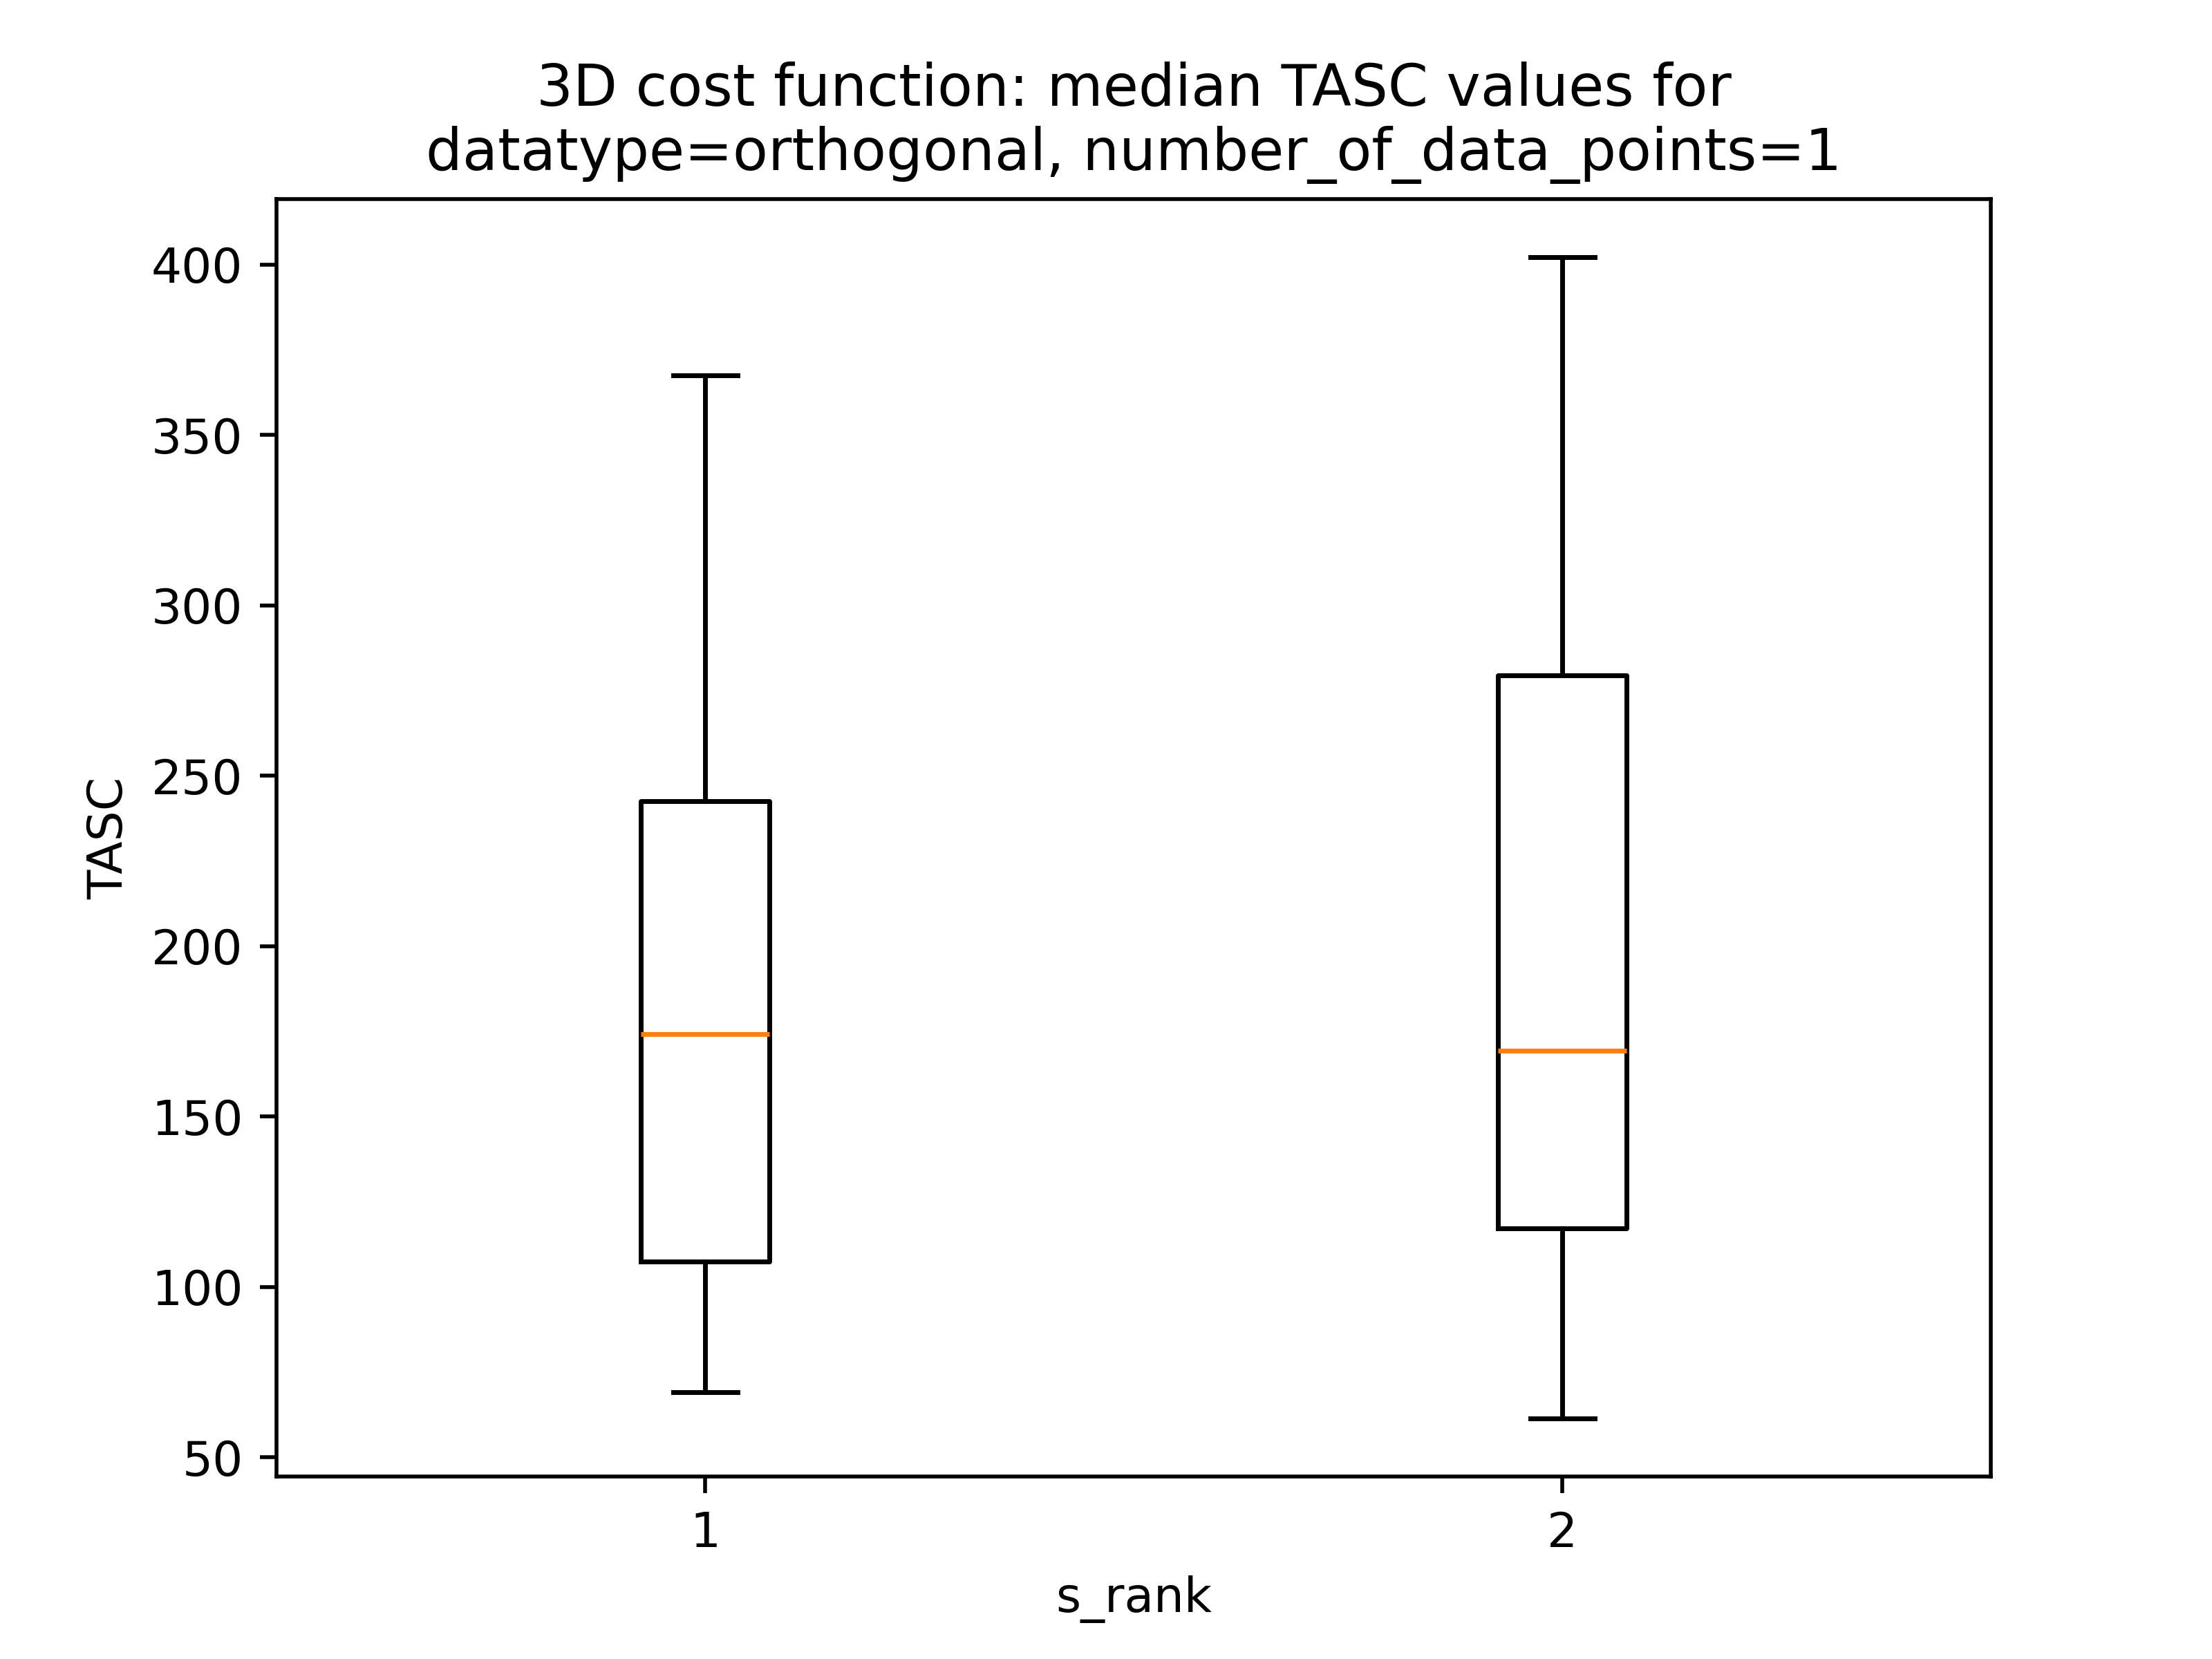 3D cost function: median TASC values for
datatype=orthogonal, number_of_data_points=1
400
350
300
250
200
150
100
50
TASC
1
2
s_rank